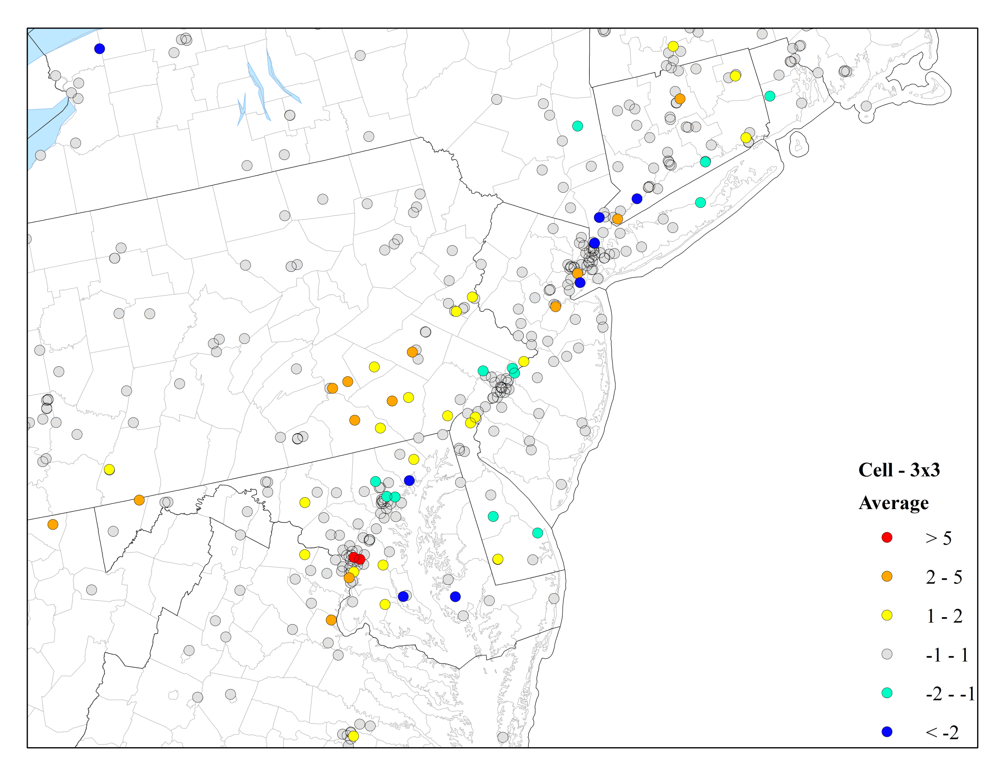 Cell - 3x3
Average
> 5
2 - 5
1 - 2
-1 - 1
-2 - -1
< -2